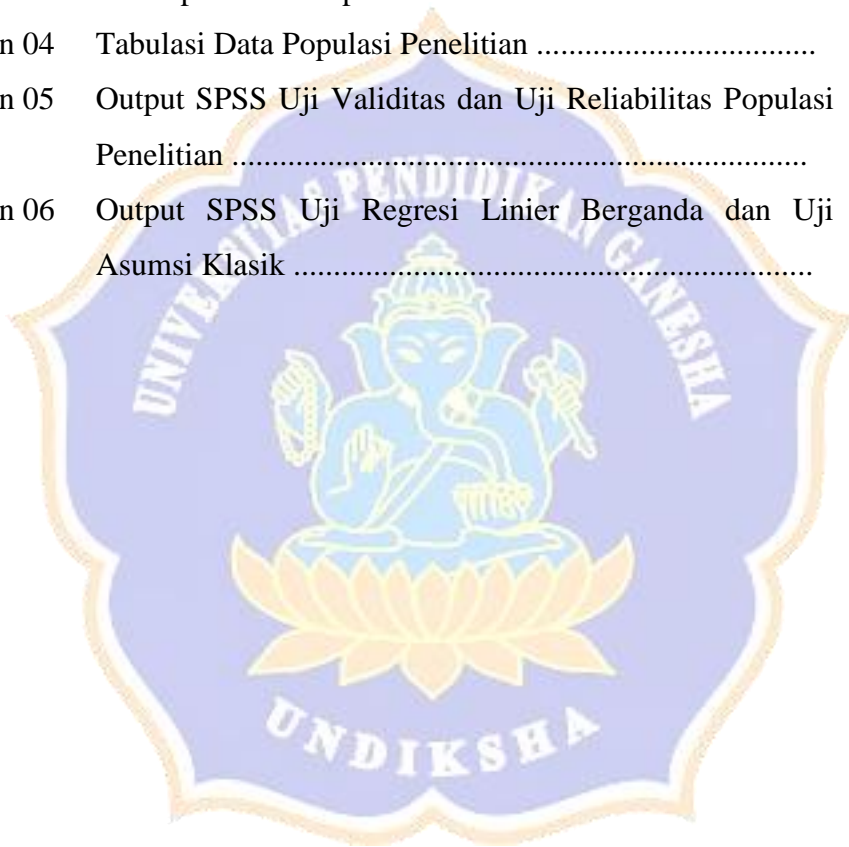 n 04 Tabulasi Data Populasi Penelitian ..................................
n 05 Output SPSS Uji Validitas dan Uji Reliabilitas Populasi
Penelitian ......................................................................
n 06 Output SPSS Uji Regresi Linier Berganda dan Uji
Asumsi Klasik ...............................................................
UNIVERSITAS PENDIDIKAN GANESHA
UNDIKSHA